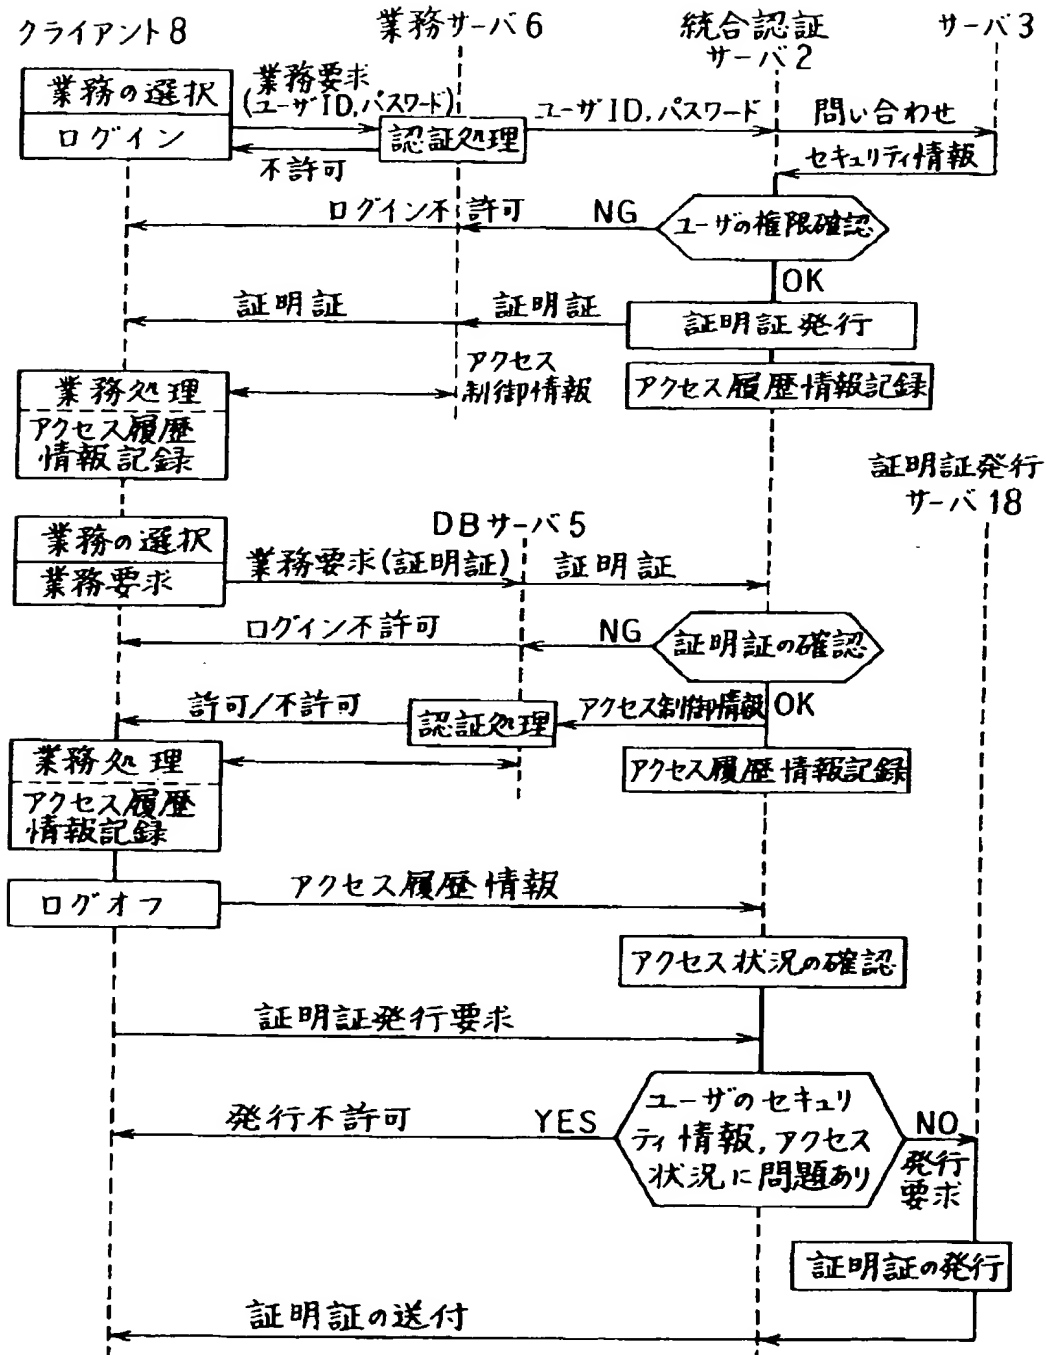 クライアント8
業務サーバ6
統合認証
サーバ2
サーバ3
業務の選択
ログイン
業務要求
(ユーザID,パスワード)
認証処理
不許可
ユーザID,パスワード
問い合わせ
セキュリティ情報
ログイン不許可
NG
ユーザの権限確認
OK
証明証
証明証
証明証発行
アクセス
制御情報
アクセス履歴情報記録
業務処理
アクセス履歴
情報記録
証明証発行
サーバ18
業務の選択
業務要求
DBサーバ5
業務要求(証明証)
証明証
ログイン不許可
NG
証明証の確認
許可/不許可
認証処理
アクセス制御情報
OK
業務処理
アクセス履歴
情報記録
アクセス履歴情報記録
ログオフ
アクセス履歴情報
アクセス状況の確認
証明証発行要求
発行不許可
YES
ユーザのセキュリ
ティ情報,アクセス
状況に問題あり
NO
発行
要求
証明証の発行
証明証の送付